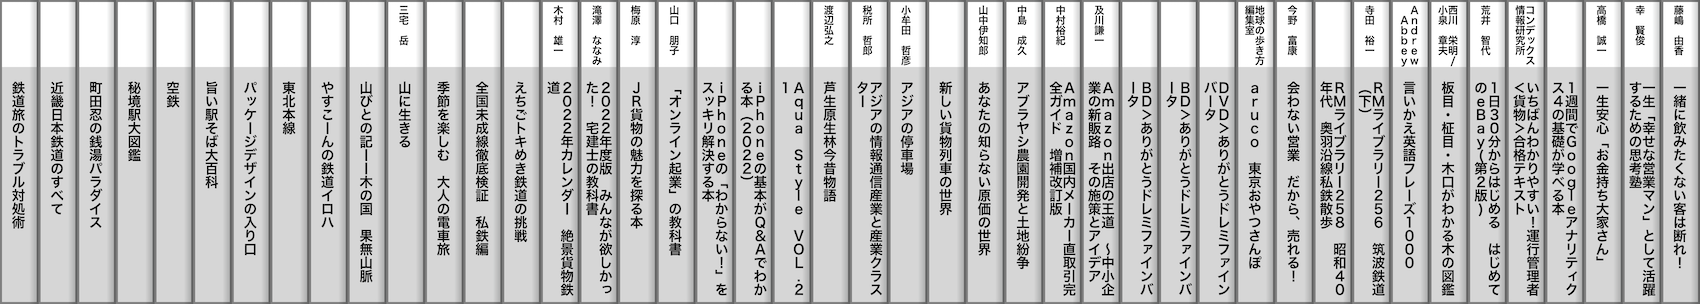 藤嶋 由香
一緒に飲みたくない客は断れ！
幸 賢俊
一生「幸せな営業マン」として活躍
するための思考塾
高橋 誠一
一生安心「お金持ち大家さん」
1週間でGoogleアナリティク
ス4の基礎が学べる本
コンデックス
情報研究所
いちばんわかりやすい！運行管理者
＜貨物＞合格テキスト
荒井 智代
1日30分からはじめる はじめて
のeBay(第2版)
西川 栄明/
小泉 章夫
板目・柾目・木口がわかる木の図鑑
Andrew
Abbey
言いかえ英語フレーズ1000
寺田 裕一
RMライブラリー256 筑波鉄道
（下）
RMライブラリー258 昭和40
年代 奥羽沿線私鉄散歩
今野 富康
会わない営業 だから、売れる！
地球の歩き方
編集室
aruco 東京おやつさんぽ
DVD＞ありがとうドレミファイン
バータ
BD＞ありがとうドレミファインバ
ータ
BD＞ありがとうドレミファインバ
ータ
及川謙一
Amazon出店の王道 ～中小企
業の新販路 その施策とアイデア
中村裕紀
Amazon国内メーカー直取引完
全ガイド 増補改訂版
中島 成久
アブラヤシ農園開発と土地紛争
山中伊知郎
あなたの知らない原価の世界
新しい貨物列車の世界
小牟田 哲彦
アジアの停車場
税所 哲郎
アジアの情報通信産業と産業クラス
ター
渡辺弘之
芦生原生林今昔物語
Aqua Style VOL.2
1
iPhoneの基本がQ&Aでわか
る本（2022）
iPhoneの「わからない！」を
スッキリ解決する本
山口 朋子
「オンライン起業」の教科書
梅原 淳
JR貨物の魅力を探る本
滝澤 ななみ
2022年度版 みんなが欲しかっ
た！ 宅建士の教科書
木村 雄一
2022年カレンダー 絶景貨物鉄
道
えちごトキめき鉄道の挑戦
全国未成線徹底検証 私鉄編
季節を楽しむ 大人の電車旅
三宅 岳
山に生きる
山びとの記ーー木の国 果無山脈
やすこーんの鉄道イロハ
東北本線
パッケージデザインの入り口
旨い駅そば大百科
空鉄
秘境駅大図鑑
町田忍の銭湯パラダイス
近畿日本鉄道のすべて
鉄道旅のトラブル対処術